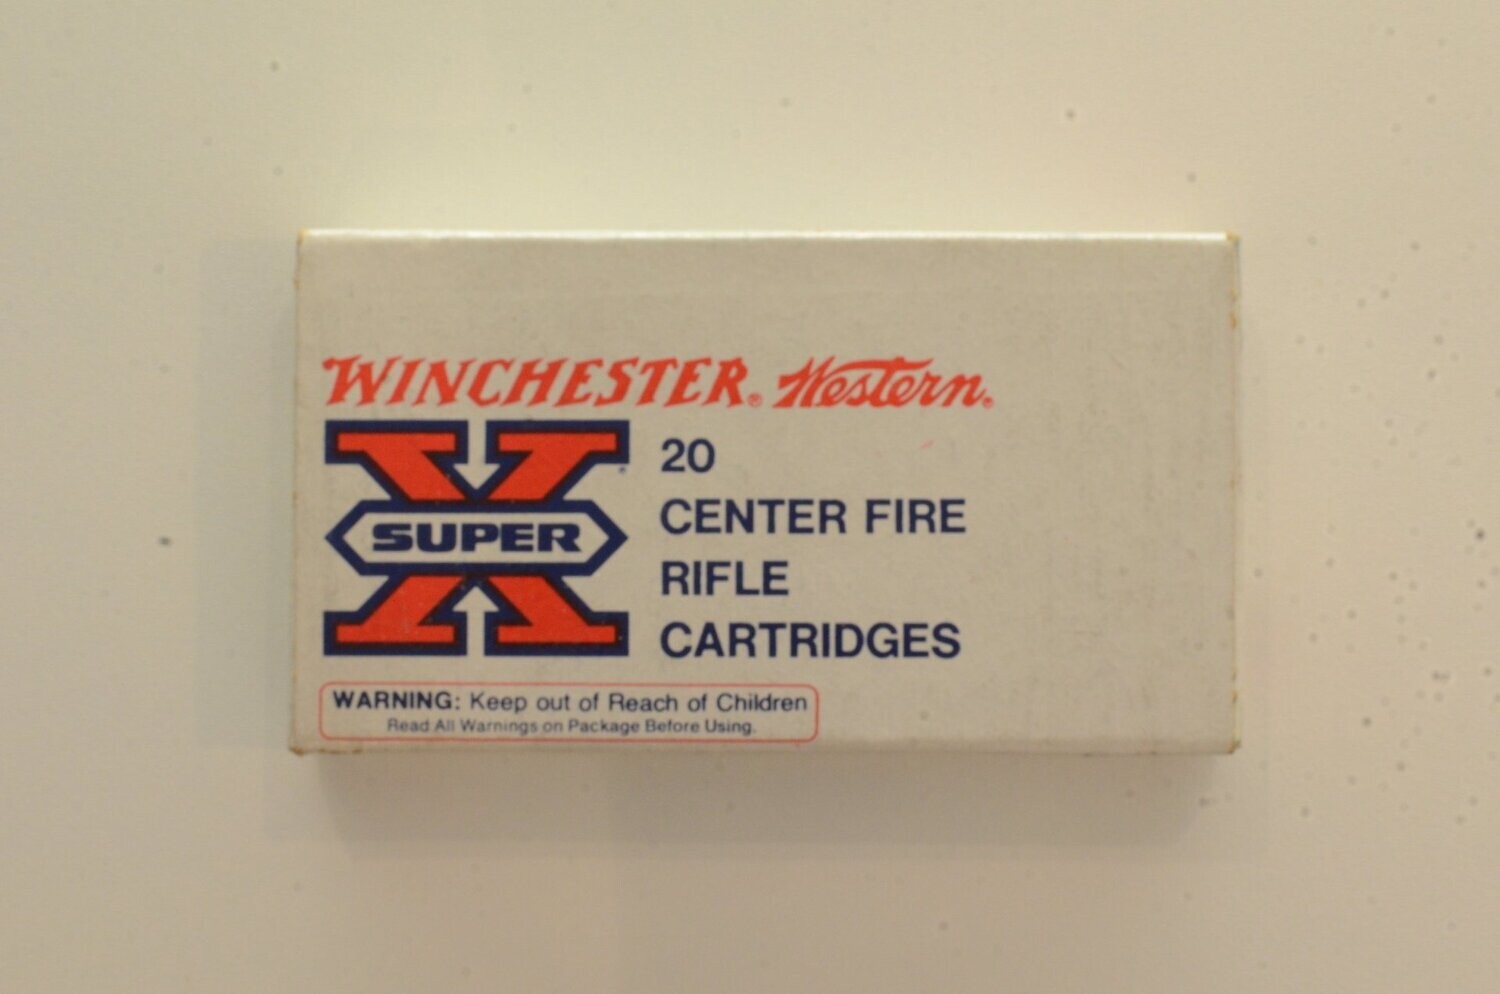 WINCHESTER® Western®
X
SUPER
20
CENTER FIRE
RIFLE
CARTRIDGES
WARNING: Keep out of Reach of Children
Read All Warnings on Package Before Using.